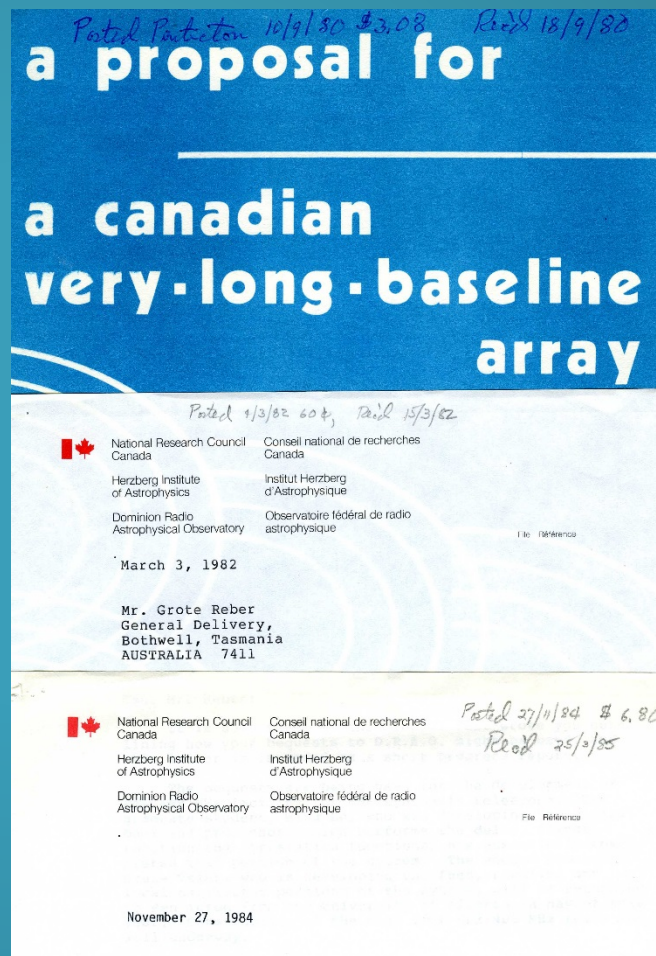 Posted Penticton 10/9/80 $3.08 Rec'd 18/9/80
a proposal for
a canadian
very-long-baseline
array
Posted 4/3/82 60¢, Rec'd 15/3/82
National Research Council
Canada
Conseil national de recherches
Canada
Herzberg Institute
of Astrophysics
Institut Herzberg
d'Astrophysique
Dominion Radio
Astrophysical Observatory
Observatoire fédéral de radio
astrophysique
File Référence
March 3, 1982
Mr. Grote Reber
General Delivery,
Bothwell, Tasmania
AUSTRALIA 7411
Posted 27/11/84 $6.80
Rec'd 25/3/85
National Research Council
Canada
Conseil national de recherches
Canada
Herzberg Institute
of Astrophysics
Institut Herzberg
d'Astrophysique
Dominion Radio
Astrophysical Observatory
Observatoire fédéral de radio
astrophysique
File Référence
November 27, 1984